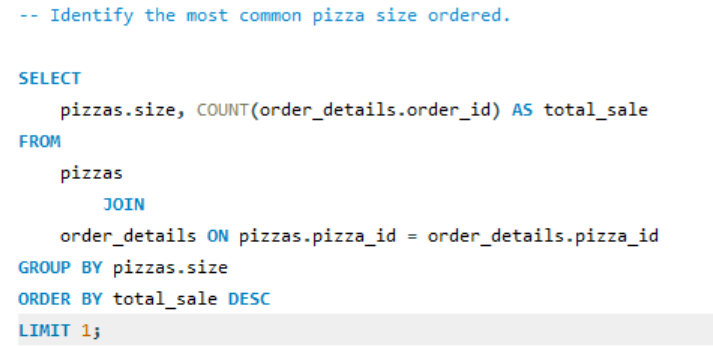 -- Identify the most common pizza size ordered.
SELECT
pizzas.size, COUNT(order_details.order_id) AS total_sale
FROM
pizzas
JOIN
order_details ON pizzas.pizza_id = order_details.pizza_id
GROUP BY pizzas.size
ORDER BY total_sale DESC
LIMIT 1;